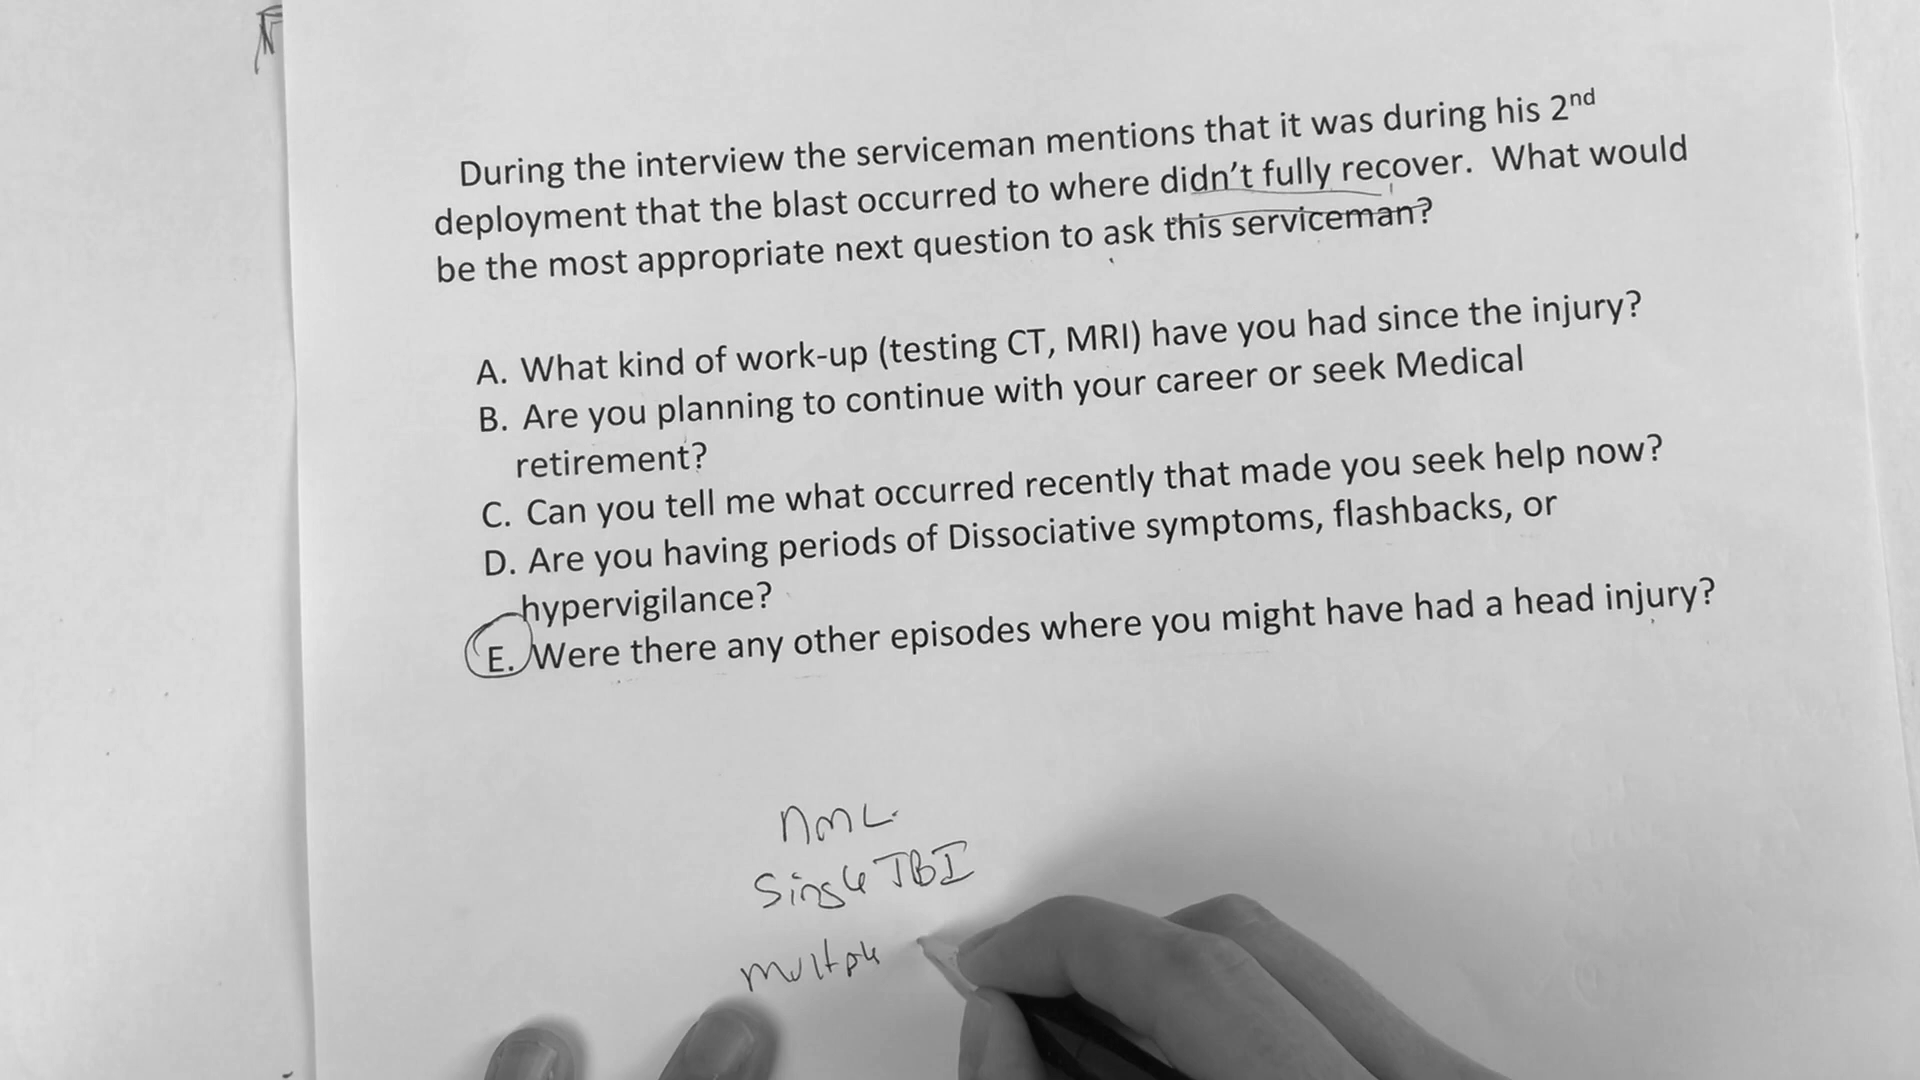 During the interview the serviceman mentions that it was during his 2nd
deployment that the blast occurred to where didn't fully recover. What would
be the most appropriate next question to ask this serviceman?
A. What kind of work-up (testing CT, MRI) have you had since the injury?
B. Are you planning to continue with your career or seek Medical
retirement?
C. Can you tell me what occurred recently that made you seek help now?
D. Are you having periods of Dissociative symptoms, flashbacks, or
hypervigilance?
E. Were there any other episodes where you might have had a head injury?
NML
Single TBI